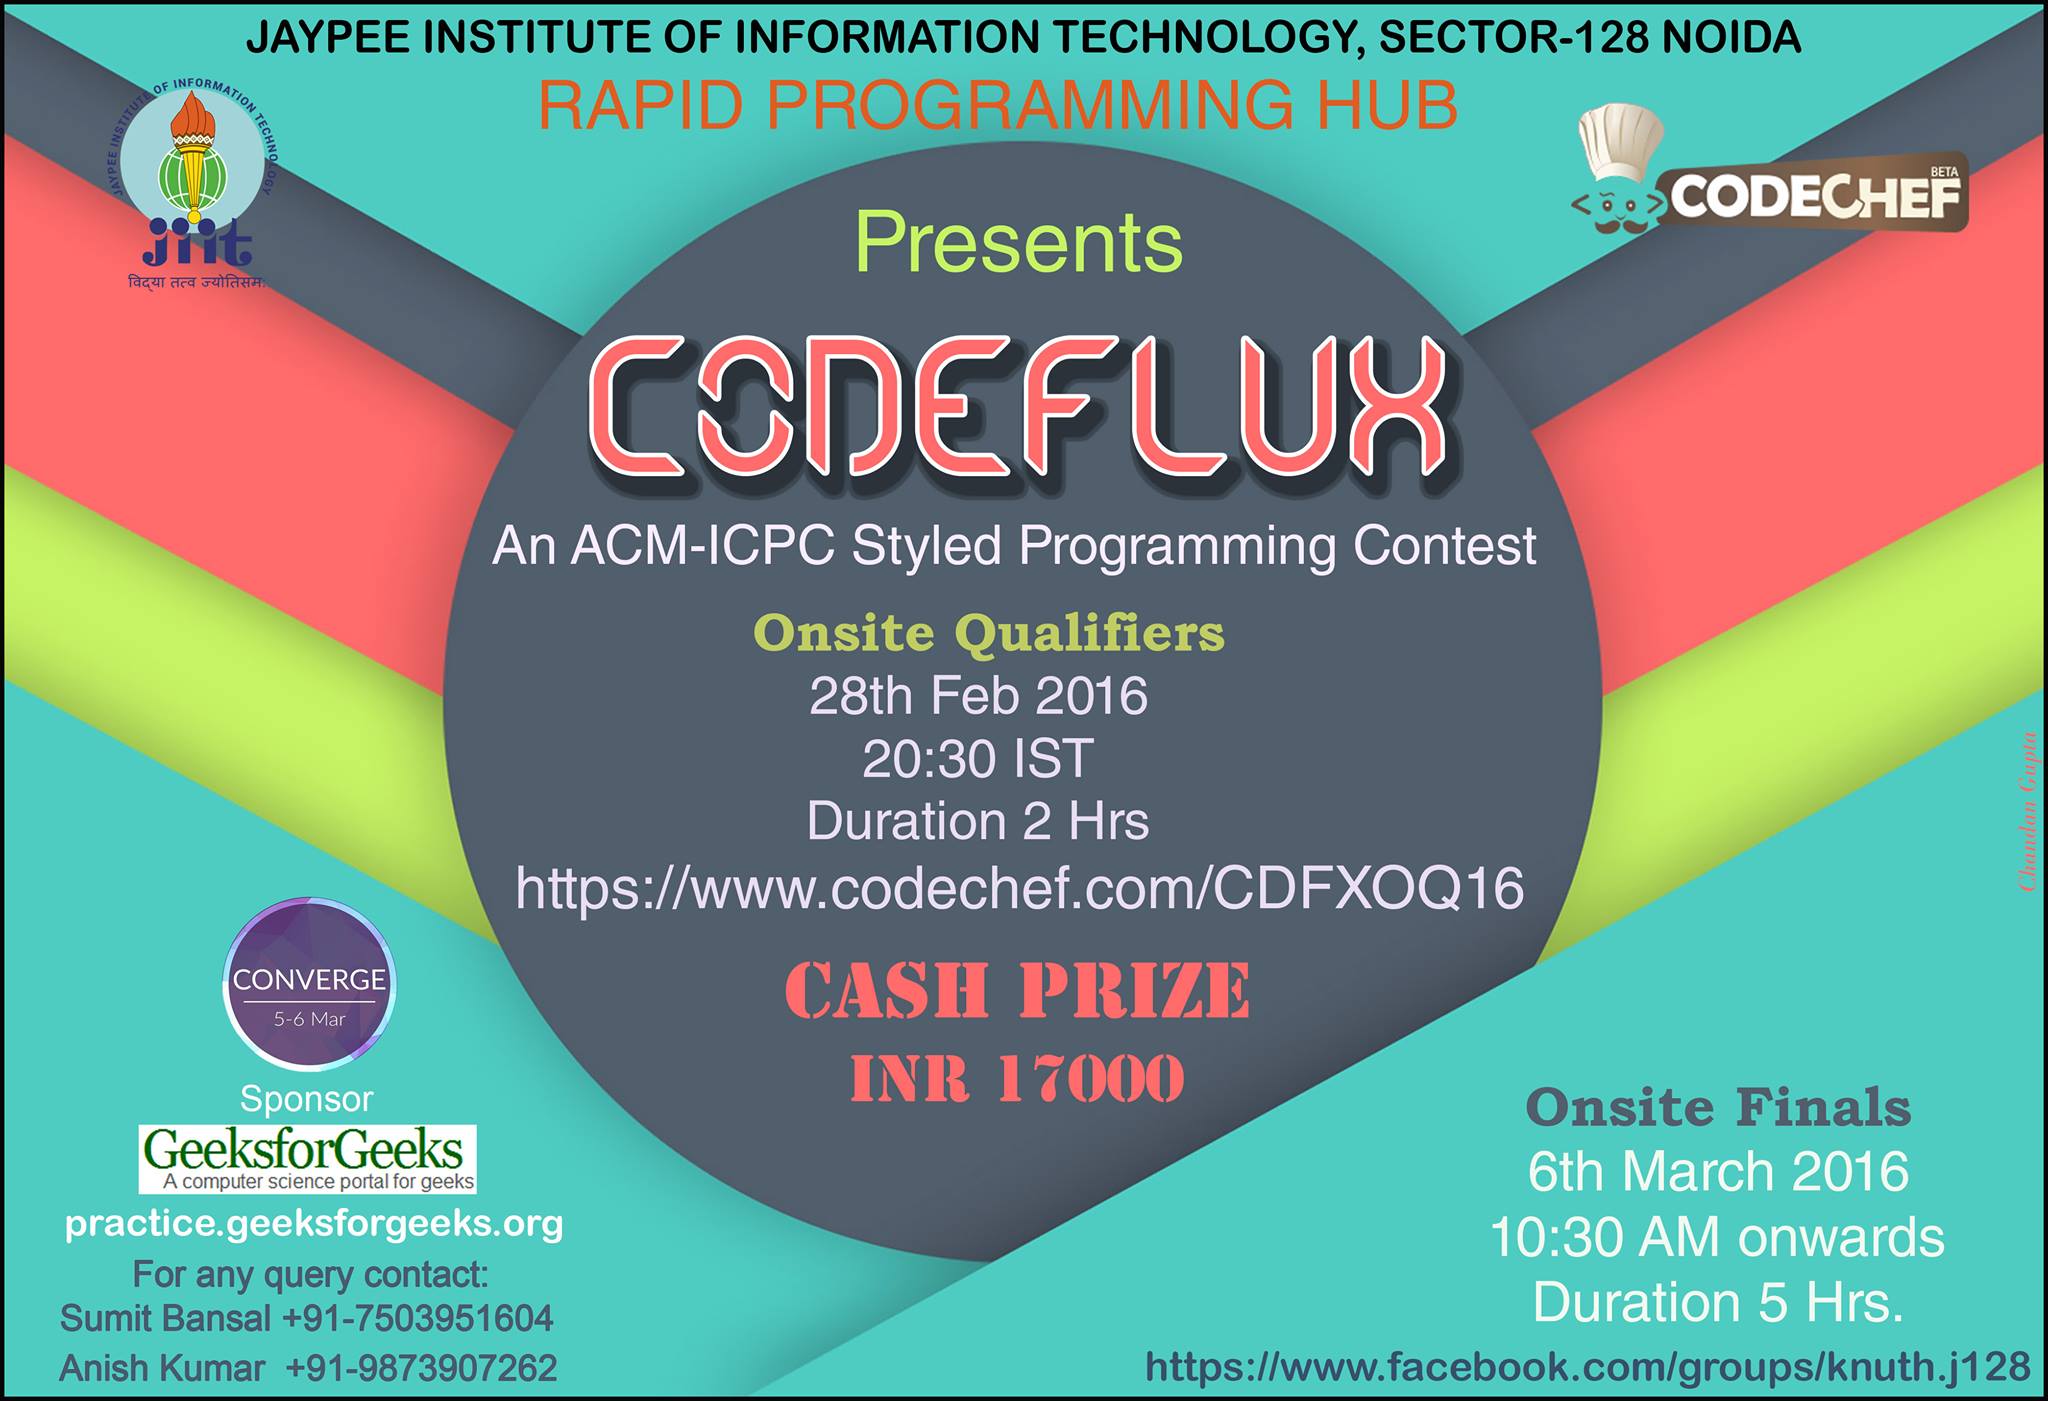 JAYPEE INSTITUTE OF INFORMATION TECHNOLOGY, SECTOR-128 NOIDA
RAPID PROGRAMMING HUB
JAYPEE INSTITUTE OF INFORMATION TECHNOLOGY
jiit
विद्या तत्व ज्योतिसमः
BETA
CODECHEF
Presents
CODEFLUX
An ACM-ICPC Styled Programming Contest
Onsite Qualifiers
28th Feb 2016
20:30 IST
Duration 2 Hrs
https://www.codechef.com/CDFXOQ16
CASH PRIZE
INR 17000
Chandan Gupta
CONVERGE
5-6 Mar
Sponsor
GeeksforGeeks
A computer science portal for geeks
practice.geeksforgeeks.org
For any query contact:
Sumit Bansal +91-7503951604
Anish Kumar +91-9873907262
Onsite Finals
6th March 2016
10:30 AM onwards
Duration 5 Hrs.
https://www.facebook.com/groups/knuth.j128